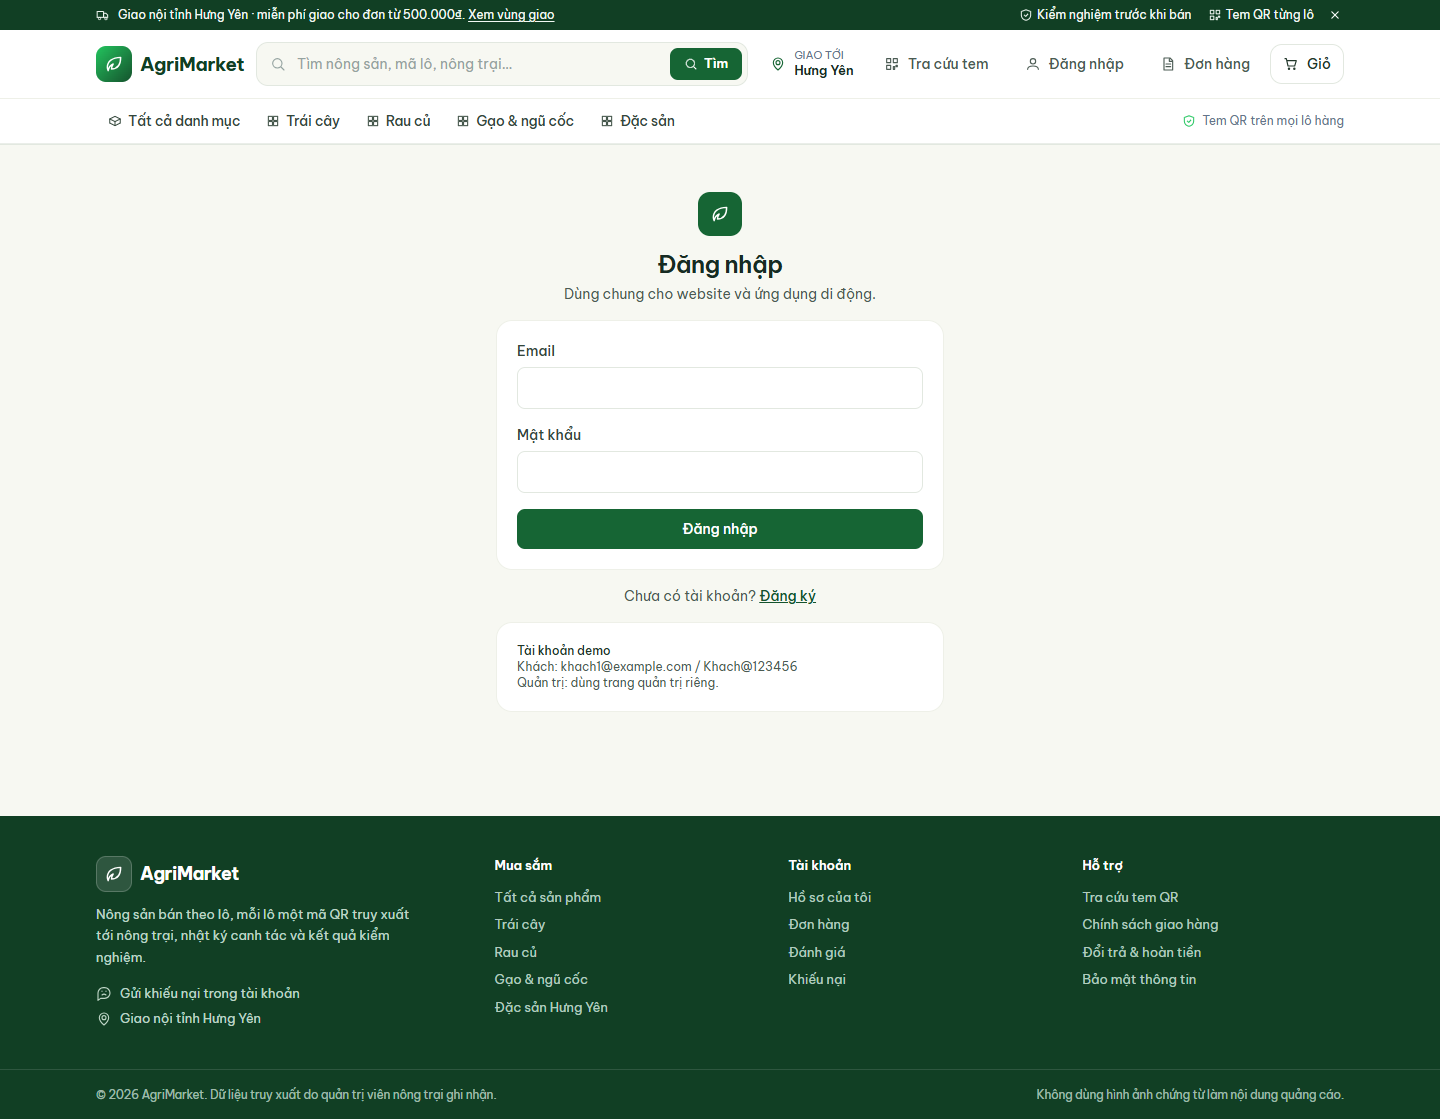 Giao nội tỉnh Hưng Yên · miễn phí giao cho đơn từ 500.000₫. Xem vùng giao
Kiểm nghiệm trước khi bán
Tem QR từng lô
AgriMarket
Tìm nông sản, mã lô, nông trại...
Tìm
GIAO TỚI
Hưng Yên
Tra cứu tem
Đăng nhập
Đơn hàng
Giỏ
Tất cả danh mục
Trái cây
Rau củ
Gạo & ngũ cốc
Đặc sản
Tem QR trên mọi lô hàng
Đăng nhập
Dùng chung cho website và ứng dụng di động.
Email
Mật khẩu
Đăng nhập
Chưa có tài khoản? Đăng ký
Tài khoản demo
Khách: khach1@example.com / Khach@123456
Quản trị: dùng trang quản trị riêng.
AgriMarket
Nông sản bán theo lô, mỗi lô một mã QR truy xuất
tới nông trại, nhật ký canh tác và kết quả kiểm
nghiệm.
Gửi khiếu nại trong tài khoản
Giao nội tỉnh Hưng Yên
Mua sắm
Tất cả sản phẩm
Trái cây
Rau củ
Gạo & ngũ cốc
Đặc sản Hưng Yên
Tài khoản
Hồ sơ của tôi
Đơn hàng
Đánh giá
Khiếu nại
Hỗ trợ
Tra cứu tem QR
Chính sách giao hàng
Đổi trả & hoàn tiền
Bảo mật thông tin
© 2026 AgriMarket. Dữ liệu truy xuất do quản trị viên nông trại ghi nhận.
Không dùng hình ảnh chứng từ làm nội dung quảng cáo.